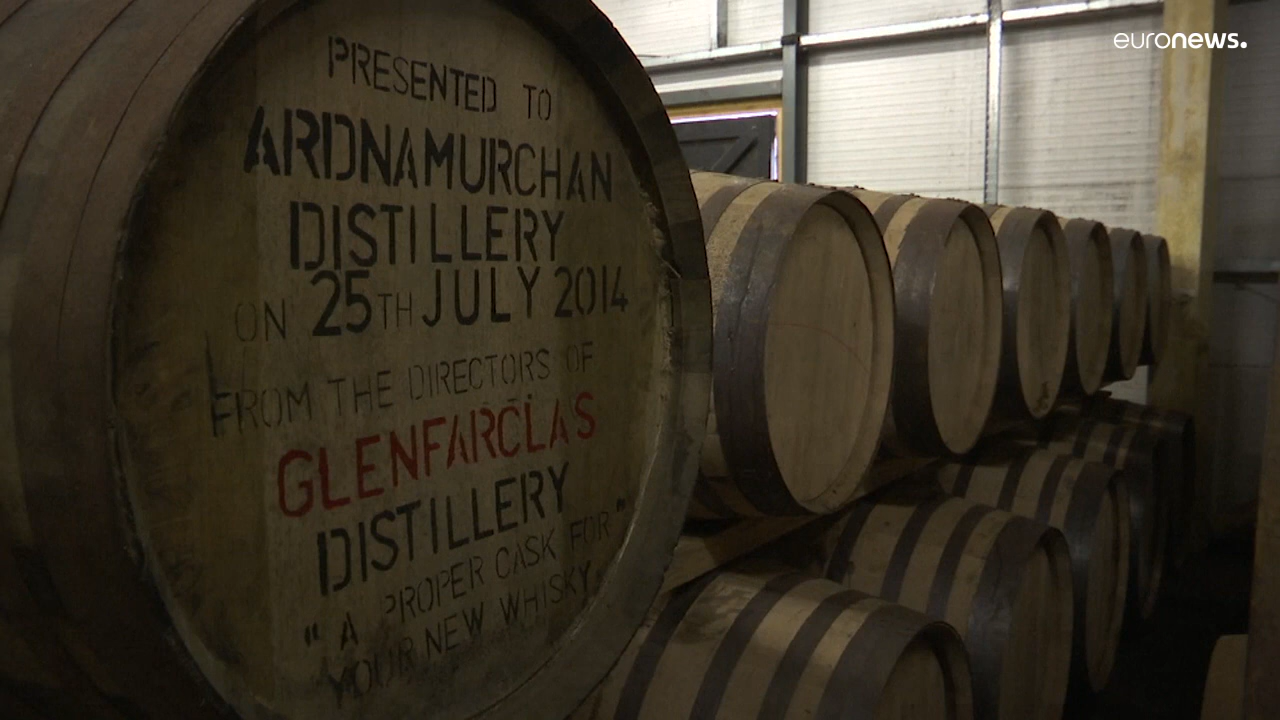 euronews.
PRESENTED TO
ARDNAMURCHAN
DISTILLERY
ON 25TH JULY 2014
FROM THE DIRECTORS OF
GLENFARCLAS
DISTILLERY
" A PROPER CASK FOR "
YOUR NEW WHISKY